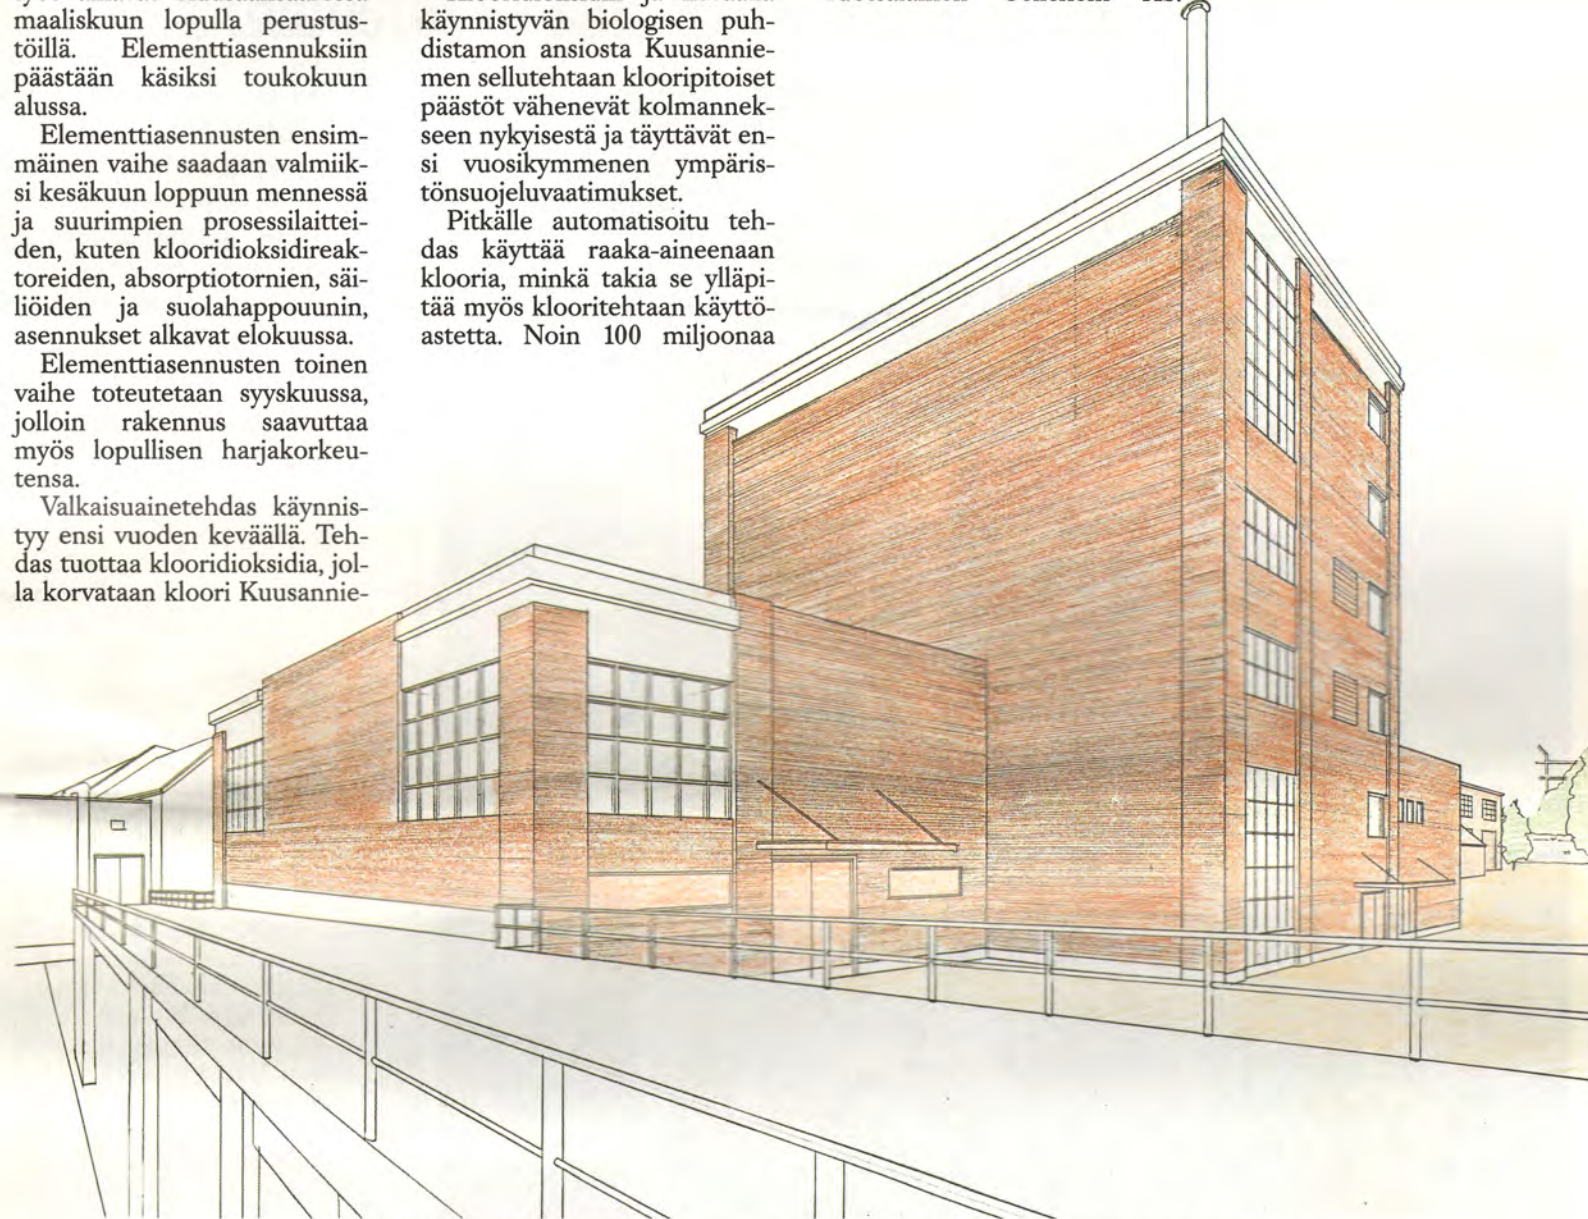 maaliskuun lopulla perustus-
töillä. Elementtiasennuksiin
päästään käsiksi toukokuun
alussa.
Elementtiasennusten ensim-
mäinen vaihe saadaan valmiik-
si kesäkuun loppuun mennessä
ja suurimpien prosessilaittei-
den, kuten klooridioksidireak-
toreiden, absorptiotornien, säi-
liöiden ja suolahappouunin,
asennukset alkavat elokuussa.
Elementtiasennusten toinen
vaihe toteutetaan syyskuussa,
jolloin rakennus saavuttaa
myös lopullisen harjakorkeu-
tensa.
Valkaisuainetehdas käynnis-
tyy ensi vuoden keväällä. Teh-
das tuottaa klooridioksidia, jol-
la korvataan kloori Kuusannie-
käynnistyvän biologisen puh-
distamon ansiosta Kuusannie-
men sellutehtaan klooripitoiset
päästöt vähenevät kolmannek-
seen nykyisestä ja täyttävät en-
si vuosikymmenen ympäris-
tönsuojeluvaatimukset.
Pitkälle automatisoitu teh-
das käyttää raaka-aineenaan
klooria, minkä takia se ylläpi-
tää myös klooritehtaan käyttö-
astetta. Noin 100 miljoonaa